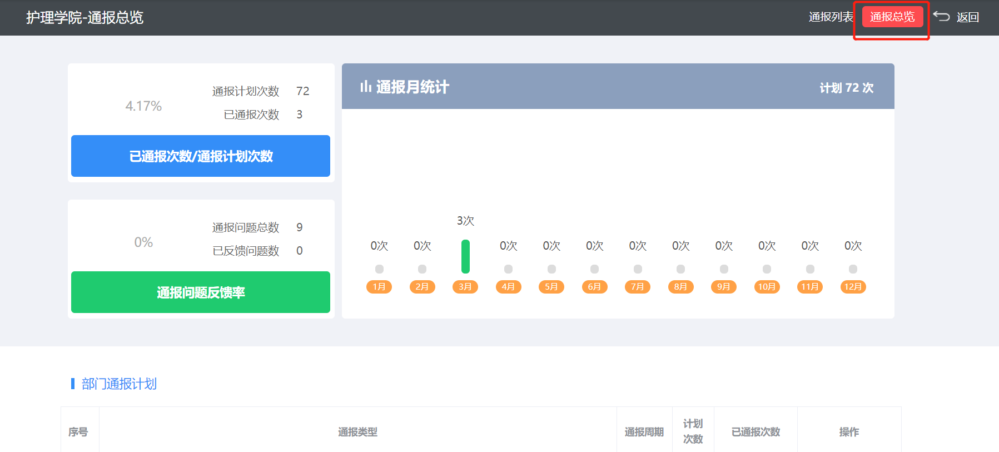 护理学院-通报总览
通报列表
通报总览
返回
通报计划次数 72
4.17%
已通报次数 3
已通报次数/通报计划次数
通报问题总数 9
0%
已反馈问题数 0
通报问题反馈率
通报月统计
计划 72 次
0次 0次 3次 0次 0次 0次 0次 0次 0次 0次 0次 0次
1月 2月 3月 4月 5月 6月 7月 8月 9月 10月 11月 12月
部门通报计划
序号 通报类型 通报周期 计划次数 已通报次数 操作